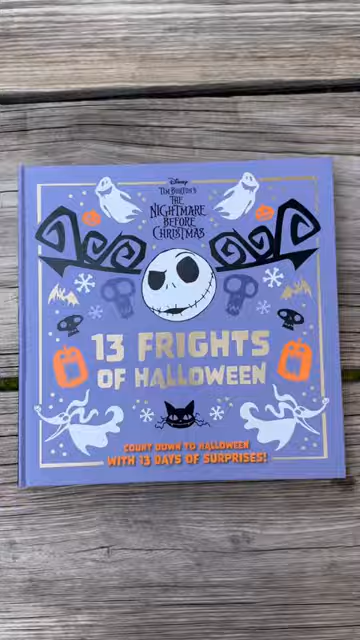 Disney
TIM BURTON'S
THE
NIGHTMARE
BEFORE
CHRISTMAS
13 FRIGHTS
OF HALLOWEEN
COUNT DOWN TO HALLOWEEN
WITH 13 DAYS OF SURPRISES!